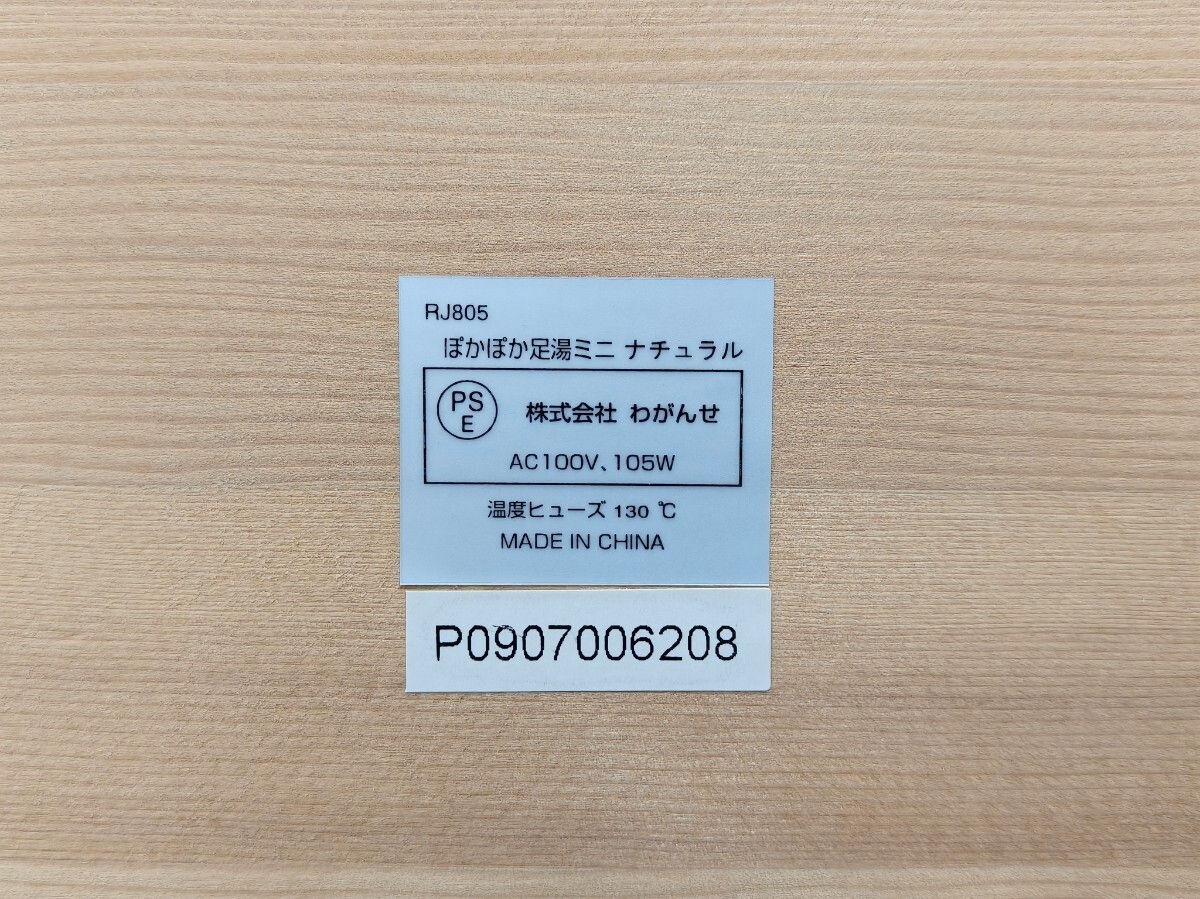 RJ805
ぽかぽか足湯ミニ ナチュラル
PS
E
株式会社 わがんせ
AC100V、105W
温度ヒューズ 130 ℃
MADE IN CHINA
P0907006208